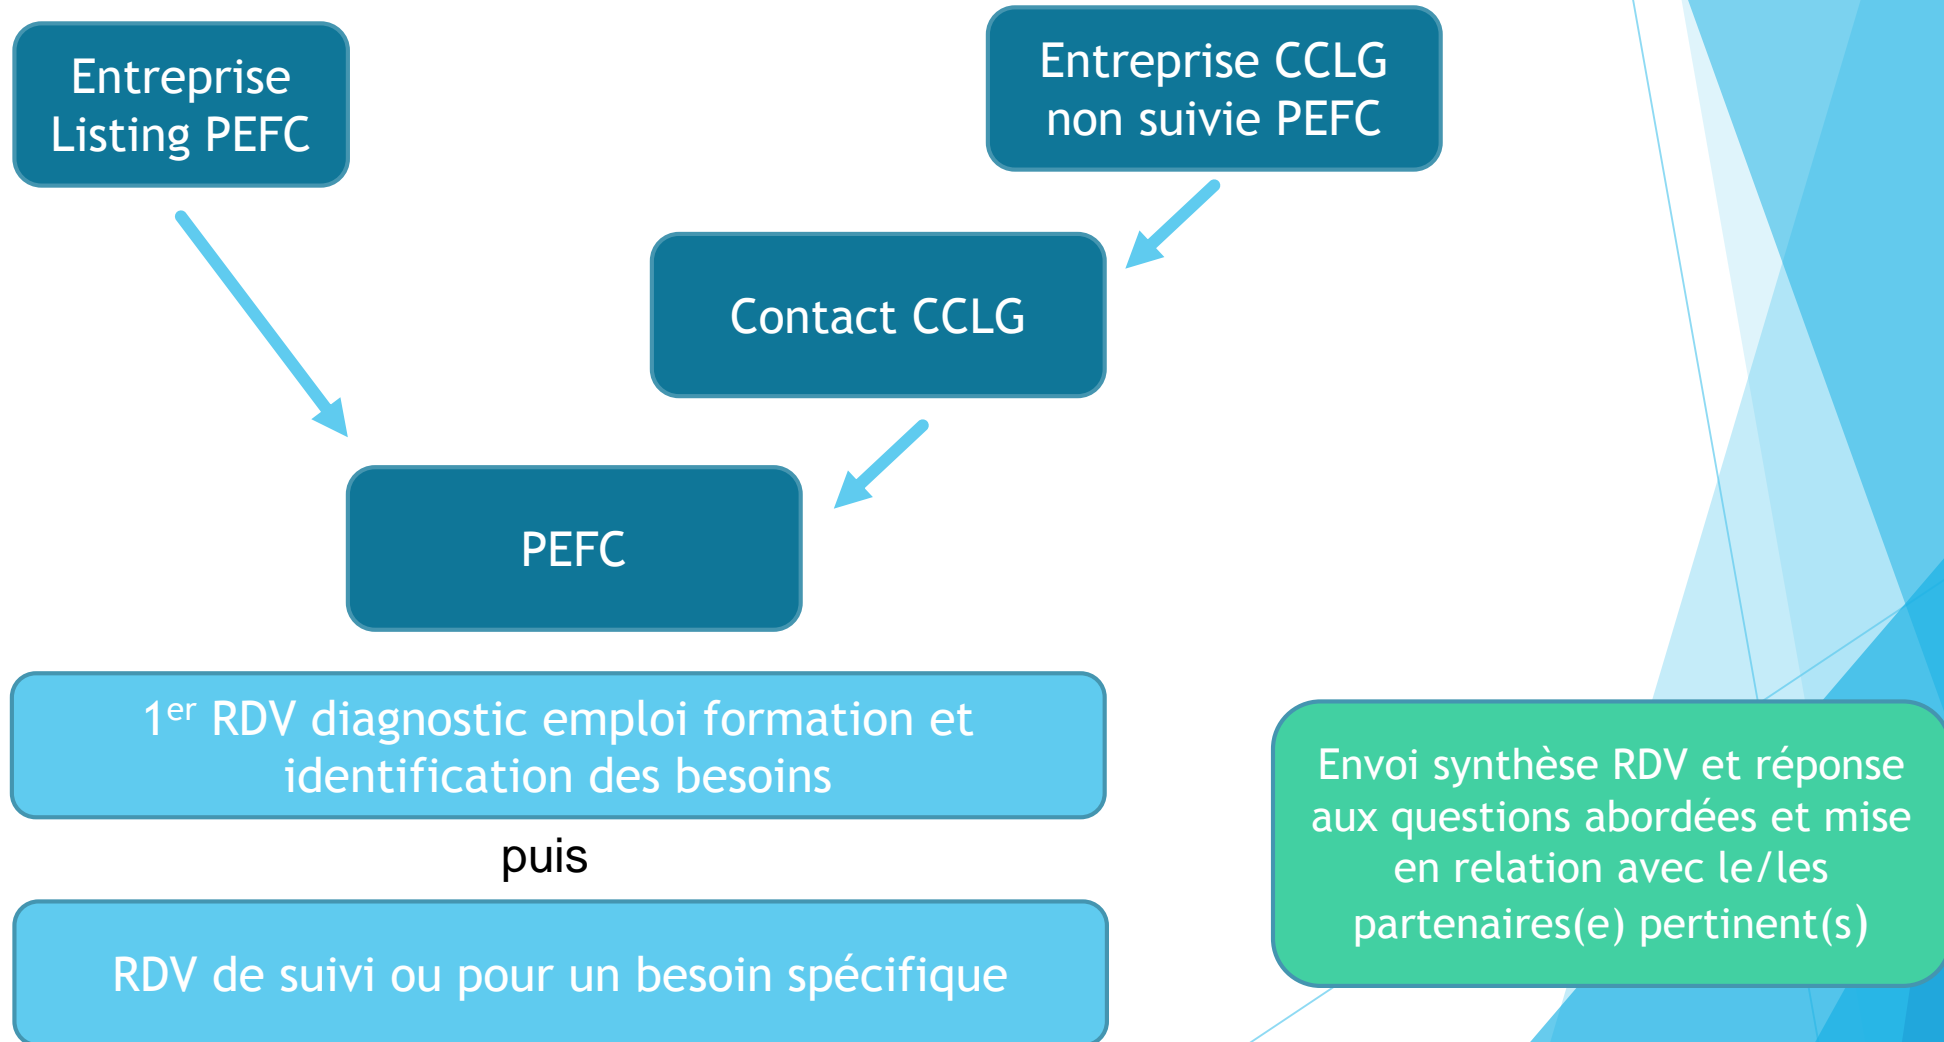 Entreprise
Listing PEFC
Entreprise CCLG
non suivie PEFC
Contact CCLG
PEFC
1er RDV diagnostic emploi formation et
identification des besoins
puis
RDV de suivi ou pour un besoin spécifique
Envoi synthèse RDV et réponse
aux questions abordées et mise
en relation avec le/les
partenaires(e) pertinent(s)